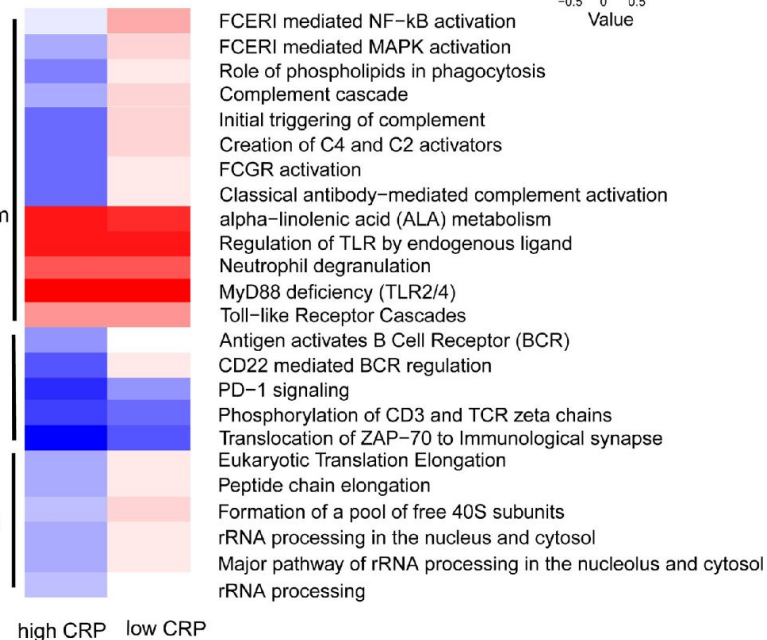 −0.5 0 0.5
Value
FCERI mediated NF−kB activation
FCERI mediated MAPK activation
Role of phospholipids in phagocytosis
Complement cascade
Initial triggering of complement
Creation of C4 and C2 activators
FCGR activation
Classical antibody−mediated complement activation
alpha−linolenic acid (ALA) metabolism
Regulation of TLR by endogenous ligand
Neutrophil degranulation
MyD88 deficiency (TLR2/4)
Toll−like Receptor Cascades
Antigen activates B Cell Receptor (BCR)
CD22 mediated BCR regulation
PD−1 signaling
Phosphorylation of CD3 and TCR zeta chains
Translocation of ZAP−70 to Immunological synapse
Eukaryotic Translation Elongation
Peptide chain elongation
Formation of a pool of free 40S subunits
rRNA processing in the nucleus and cytosol
Major pathway of rRNA processing in the nucleolus and cytosol
rRNA processing
high CRP low CRP